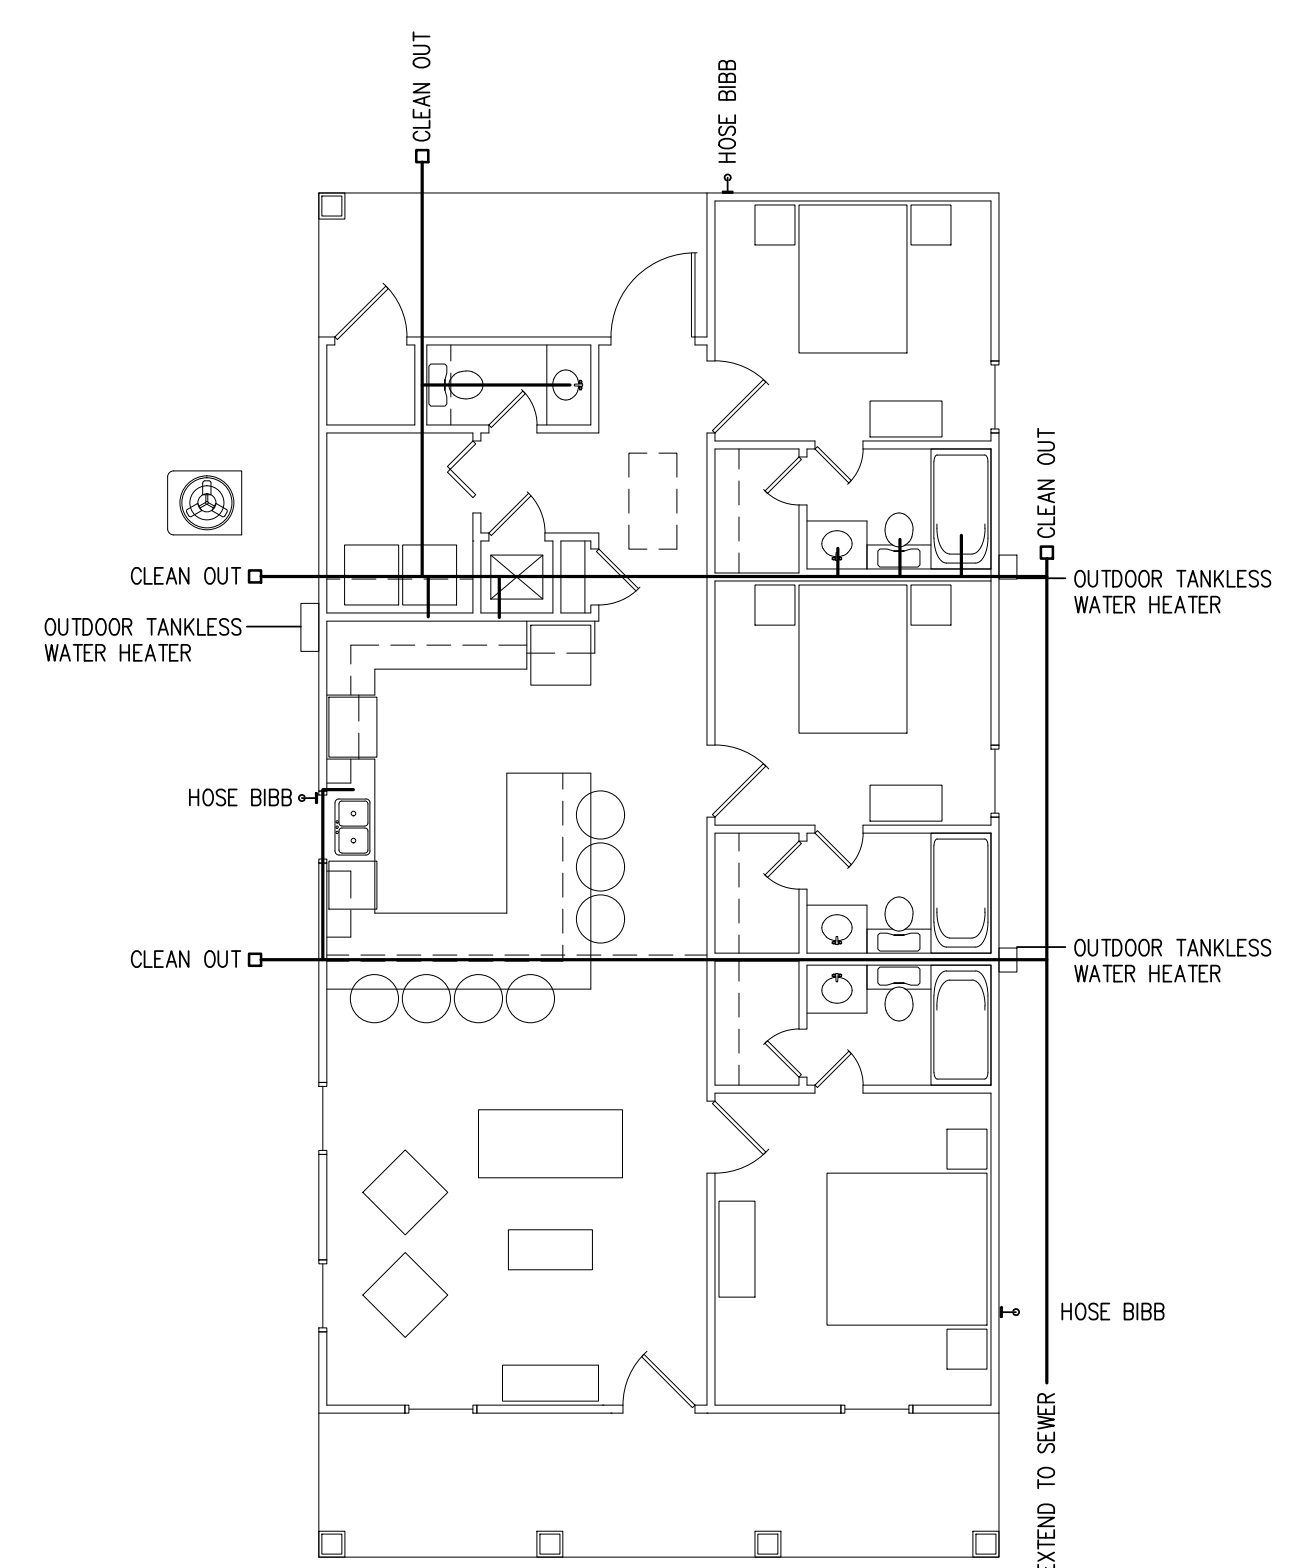 CLEAN OUT
HOSE BIBB
CLEAN OUT
CLEAN OUT
OUTDOOR TANKLESS
WATER HEATER
OUTDOOR TANKLESS
WATER HEATER
HOSE BIBB
CLEAN OUT
OUTDOOR TANKLESS
WATER HEATER
HOSE BIBB
EXTEND TO SEWER